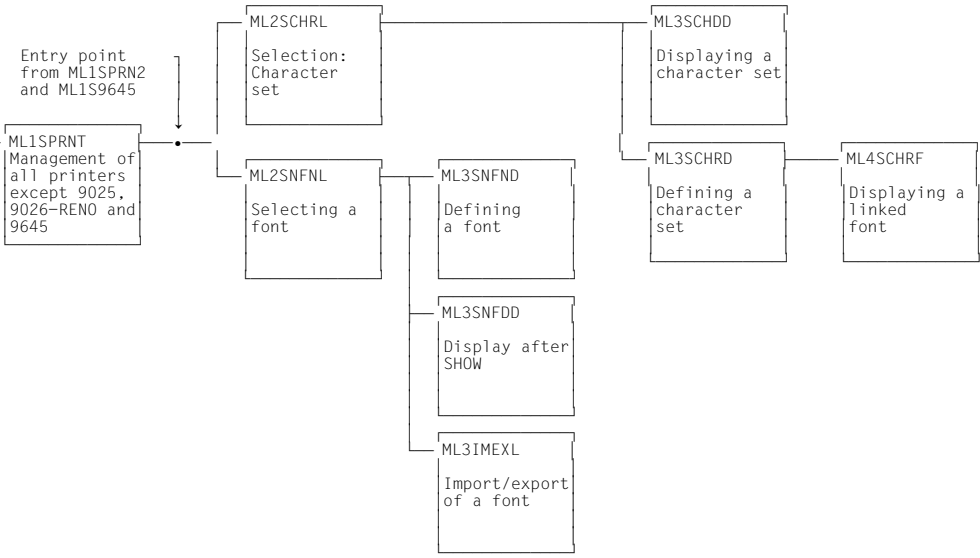 Entry point
from ML1SPRN2
and ML1S9645
ML1SPRNT
Management of
all printers
except 9025,
9026-RENO and
9645
ML2SCHRL
Selection:
Character
set
ML3SCHDD
Displaying a
character set
ML3SCHRD
Defining a
character
set
ML4SCHRF
Displaying a
linked
font
ML2SNFNL
Selecting a
font
ML3SNFND
Defining
a font
ML3SNFDD
Display after
SHOW
ML3IMEXL
Import/export
of a font